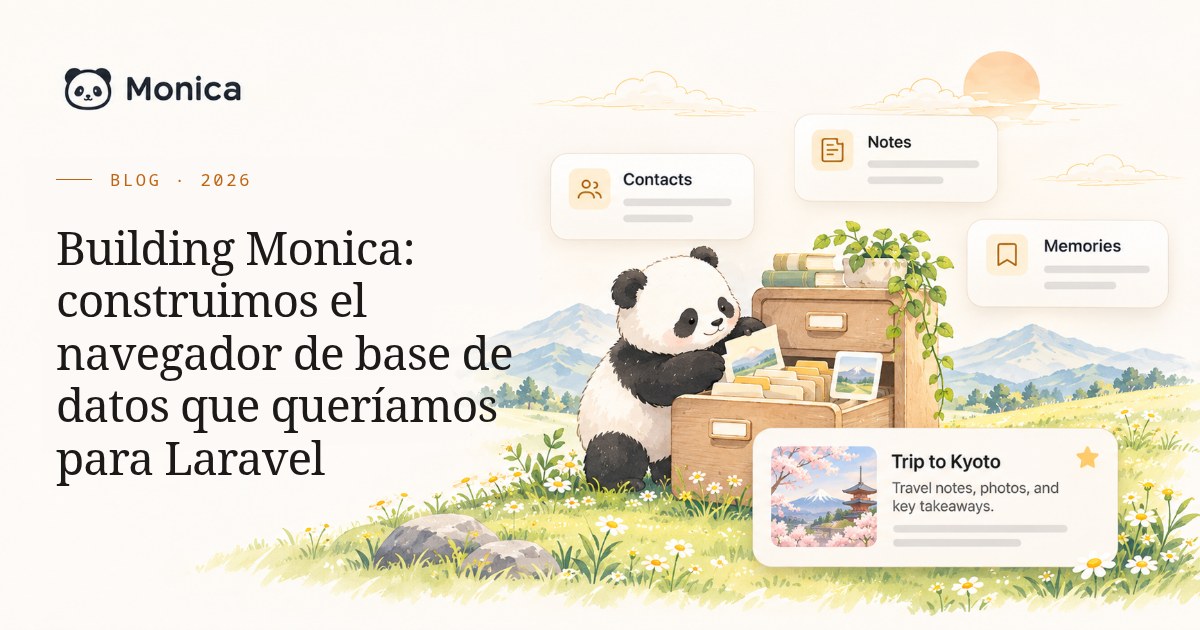 Monica
BLOG · 2026
Building Monica:
construimos el
navegador de base de
datos que queríamos
para Laravel
Contacts
Notes
Memories
Trip to Kyoto
Travel notes, photos, and
key takeaways.